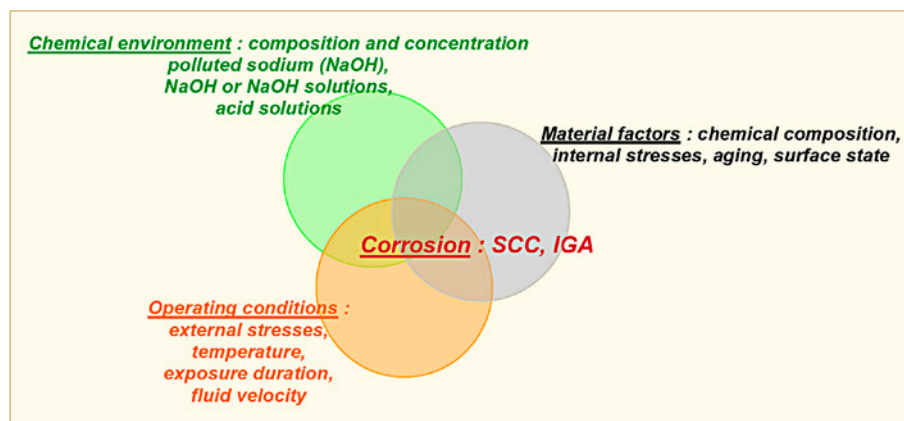 Chemical environment : composition and concentration
polluted sodium (NaOH),
NaOH or NaOH solutions,
acid solutions
Material factors : chemical composition,
internal stresses, aging, surface state
Corrosion : SCC, IGA
Operating conditions :
external stresses,
temperature,
exposure duration,
fluid velocity